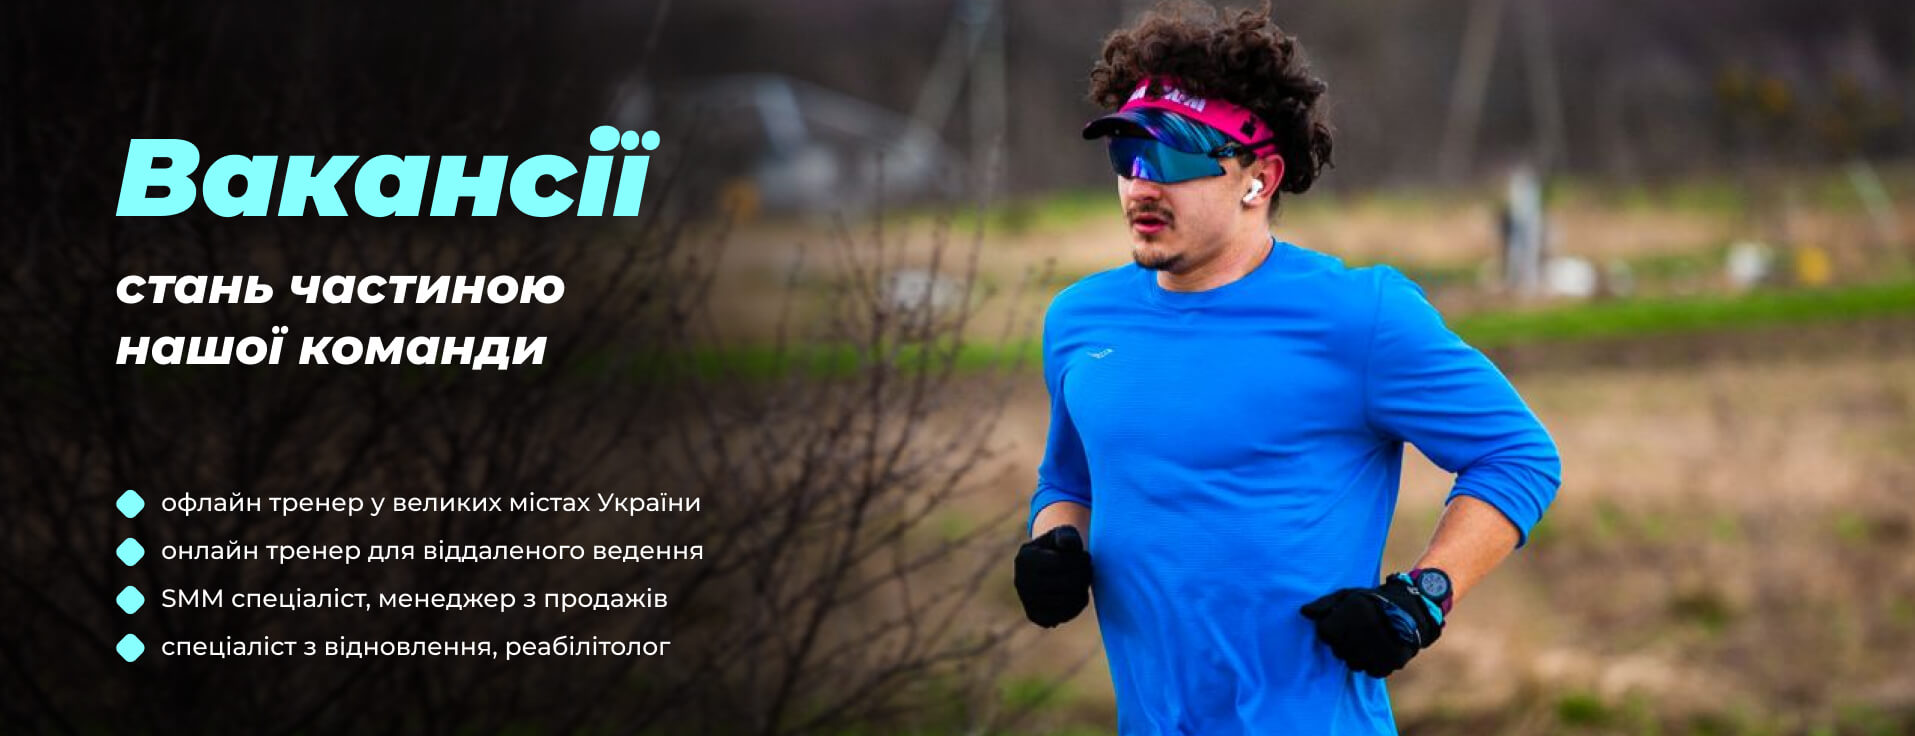 Вакансії
стань частиною
нашої команди
офлайн тренер у великих містах України
онлайн тренер для віддаленого ведення
SMM спеціаліст, менеджер з продажів
спеціаліст з відновлення, реабілітолог